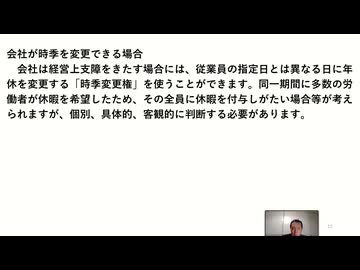 会社が時季を変更できる場合
　会社は経営上支障をきたす場合には、従業員の指定日とは異なる日に年
休を変更する「時季変更権」を使うことができます。同一期間に多数の労
働者が休暇を希望したため、その全員に休暇を付与しがたい場合等が考え
られますが、個別、具体的、客観的に判断する必要があります。